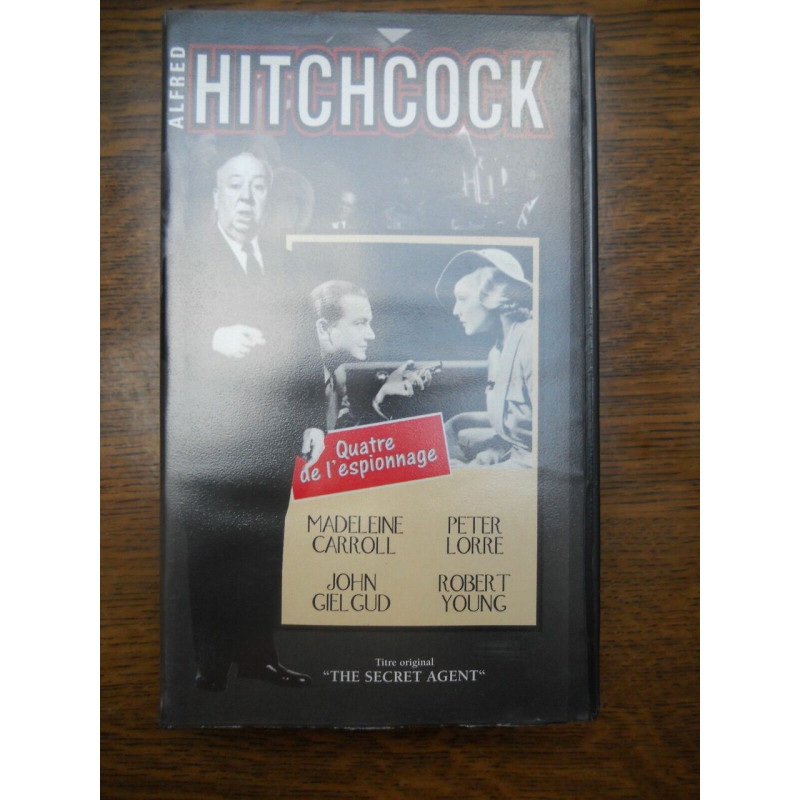 ALFRED
HITCHCOCK
Quatre
de l'espionnage
MADELEINE
CARROLL
PETER
LORRE
JOHN
GIELGUD
ROBERT
YOUNG
Titre original
"THE SECRET AGENT"